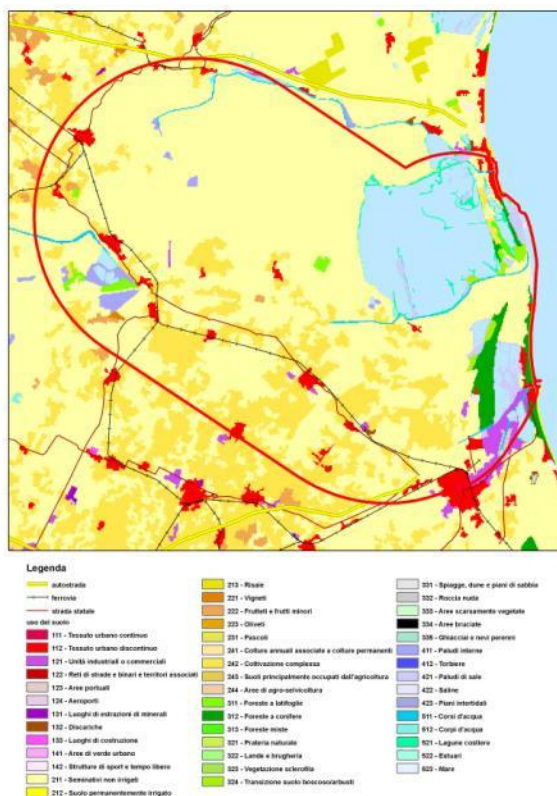 Legenda
autostrada
ferrovia
strada statale
uso del suolo
111 - Tessuto urbano continuo
112 - Tessuto urbano discontinuo
121 - Unità industriali o commerciali
122 - Reti di strade e binari e territori associati
123 - Aree portuali
124 - Aeroporti
131 - Luoghi di estrazioni di minerali
132 - Discariche
133 - Luoghi di costruzione
141 - Aree di verde urbano
142 - Strutture di sport e tempo libero
211 - Seminativi non irrigati
212 - Suolo permanentemente irrigato
213 - Risaie
221 - Vigneti
222 - Frutteti e frutti minori
223 - Oliveti
231 - Pascoli
241 - Colture annuali associate a colture permanenti
242 - Coltivazione complessa
243 - Suoli principalmente occupati dall'agricoltura
244 - Aree di agro-selvicoltura
311 - Foreste a latifoglie
312 - Foreste a conifere
313 - Foreste miste
321 - Prateria naturale
322 - Lande e brugheria
323 - Vegetazione sclerofita
324 - Transizione suolo boscoso/arbusti
331 - Spiagge, dune e piani di sabbia
332 - Roccia nuda
333 - Aree scarsamente vegetate
334 - Aree bruciate
335 - Ghiacciai e nevi perenni
411 - Paludi interne
412 - Torbiere
421 - Paludi di sale
422 - Saline
423 - Piani intertidali
511 - Corsi d'acqua
512 - Corpi d'acqua
521 - Lagune costiere
522 - Estuari
523 - Mare